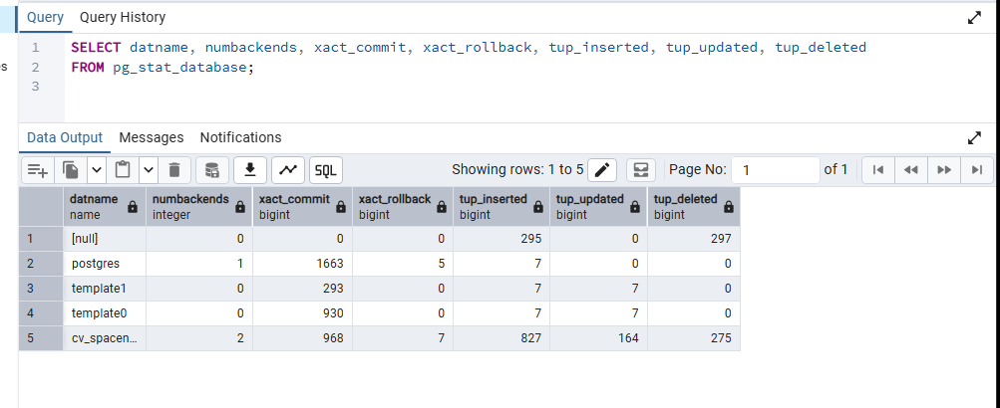 Query Query History
1 SELECT datname, numbackends, xact_commit, xact_rollback, tup_inserted, tup_updated, tup_deleted
2 FROM pg_stat_database;
3
es
Data Output Messages Notifications
SQL Showing rows: 1 to 5 Page No: 1 of 1
datname numbackends xact_commit xact_rollback tup_inserted tup_updated tup_deleted
name integer bigint bigint bigint bigint bigint
1 [null] 0 0 0 295 0 297
2 postgres 1 1663 5 7 0 0
3 template1 0 293 0 7 7 0
4 template0 0 930 0 7 7 0
5 cv_spacen... 2 968 7 827 164 275